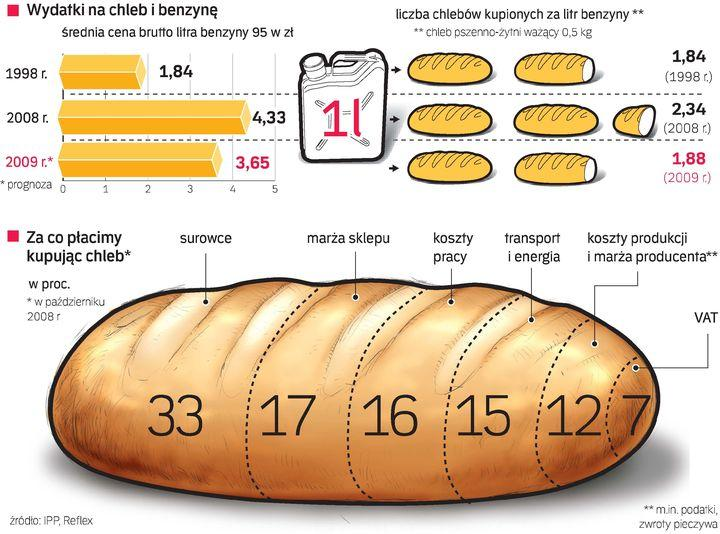 Wydatki na chleb i benzynę
średnia cena brutto litra benzyny 95 w zł
1998 r.
1,84
2008 r.
4,33
2009 r.*
3,65
* prognoza
0 1 2 3 4 5
1l
liczba chlebów kupionych za litr benzyny **
** chleb pszenno-żytni ważący 0,5 kg
1,84
(1998 r.)
2,34
(2008 r.)
1,88
(2009 r.)
Za co płacimy
kupując chleb*
w proc.
* w październiku
2008 r
surowce
marża sklepu
koszty
pracy
transport
i energia
koszty produkcji
i marża producenta**
VAT
33 17 16 15 12 7
źródło: IPP, Reflex
** m.in. podatki,
zwroty pieczywa